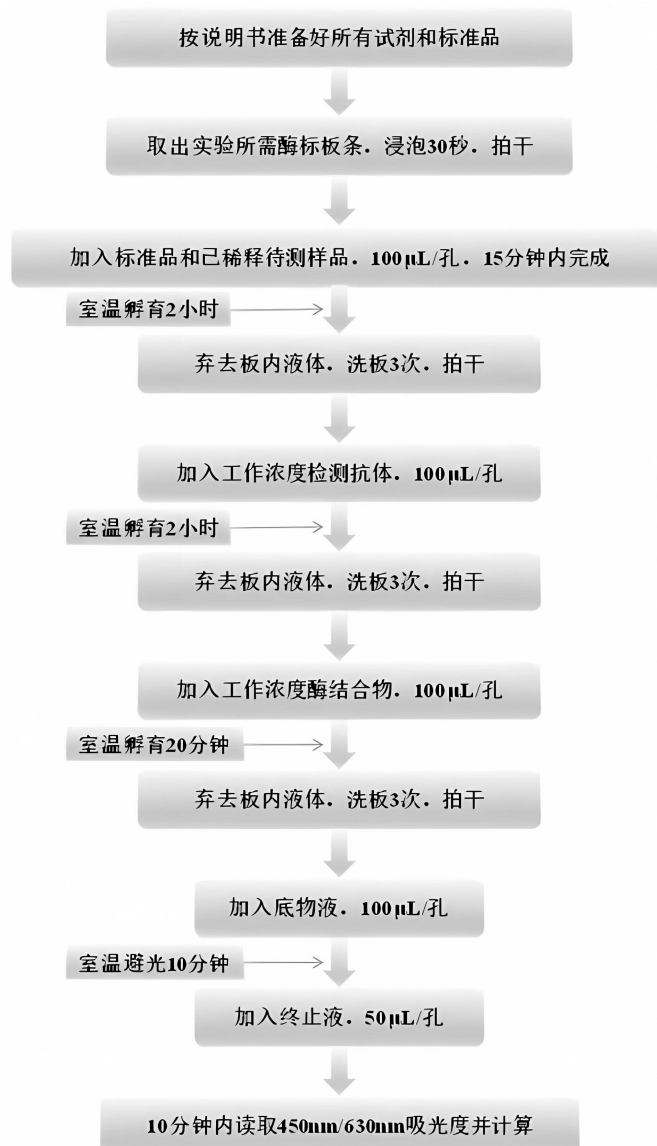 按说明书准备好所有试剂和标准品
取出实验所需酶标板条．浸泡30秒．拍干
加入标准品和已稀释待测样品．100μL/孔．15分钟内完成
室温孵育2小时
弃去板内液体．洗板3次．拍干
加入工作浓度检测抗体．100μL/孔
室温孵育2小时
弃去板内液体．洗板3次．拍干
加入工作浓度酶结合物．100μL/孔
室温孵育20分钟
弃去板内液体．洗板3次．拍干
加入底物液．100μL/孔
室温避光10分钟
加入终止液．50μL/孔
10分钟内读取450nm/630nm吸光度并计算